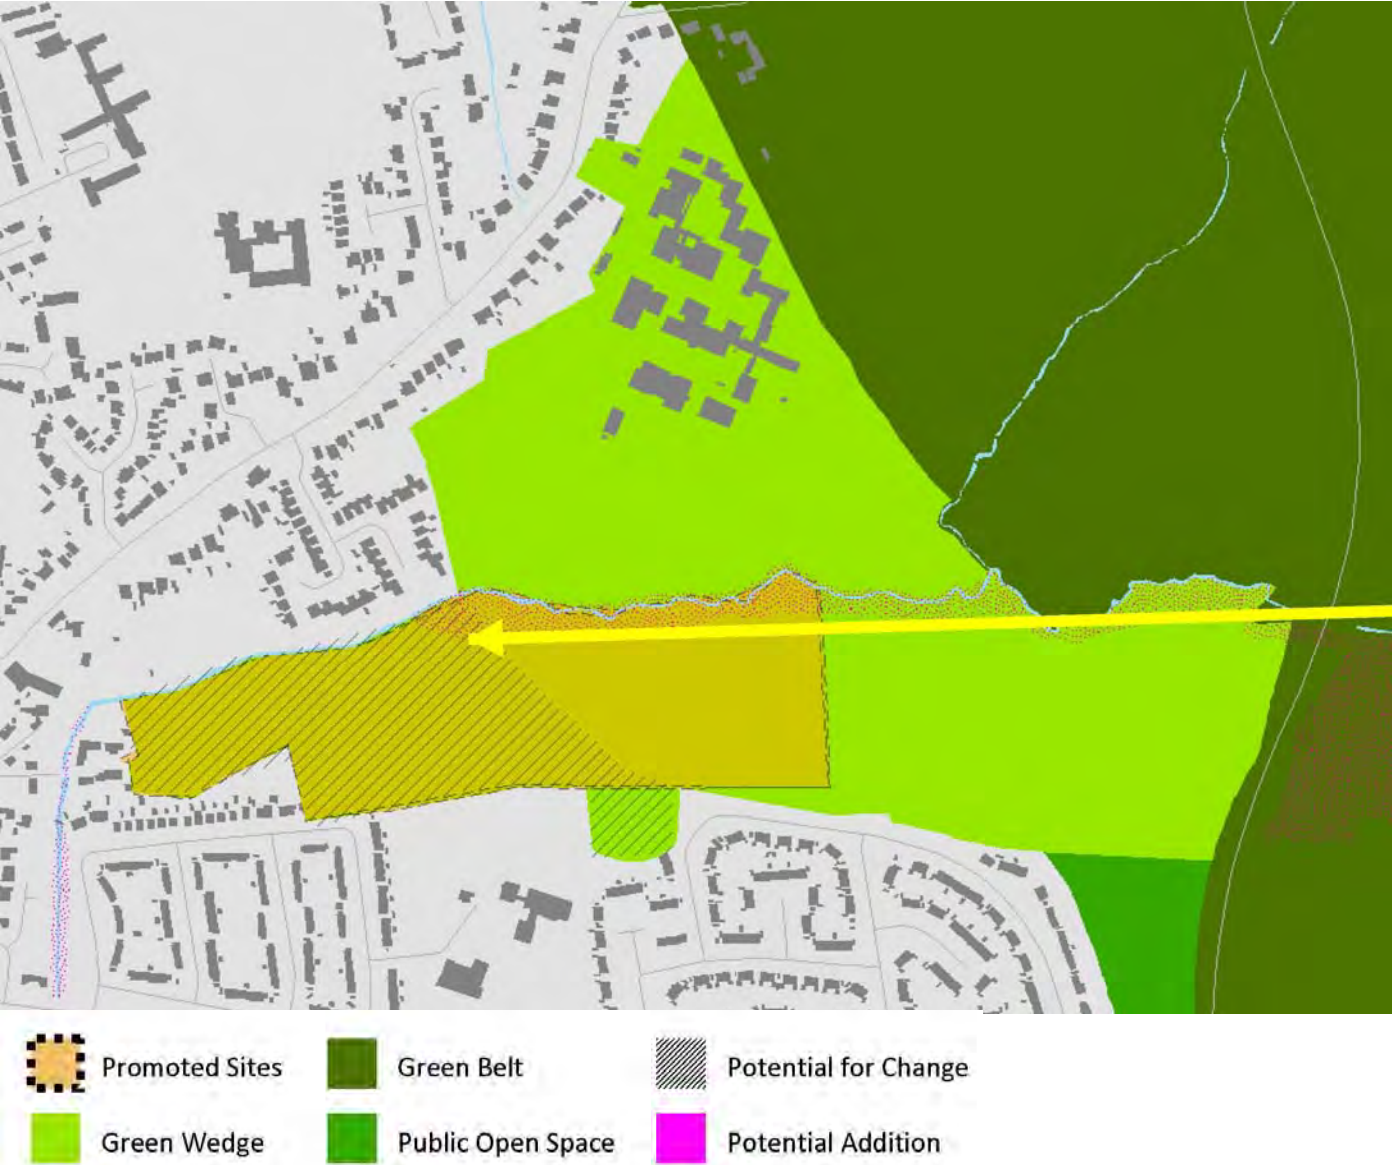 Promoted Sites
Green Belt
Potential for Change
Green Wedge
Public Open Space
Potential Addition